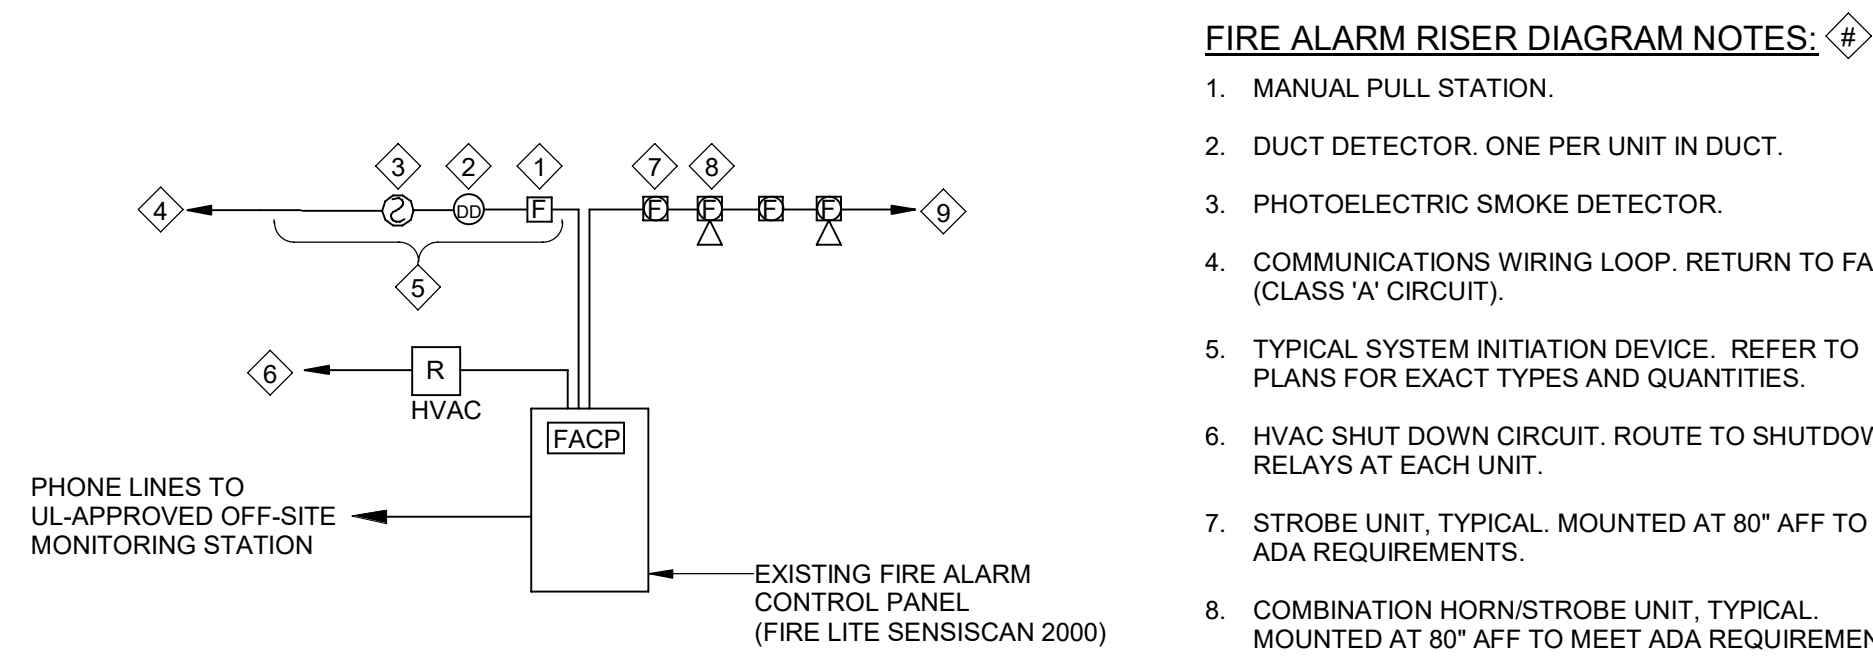 FIRE ALARM RISER DIAGRAM NOTES: #
1. MANUAL PULL STATION.
2. DUCT DETECTOR. ONE PER UNIT IN DUCT.
3. PHOTOELECTRIC SMOKE DETECTOR.
4. COMMUNICATIONS WIRING LOOP. RETURN TO
(CLASS 'A' CIRCUIT).
5. TYPICAL SYSTEM INITIATION DEVICE. REFER TO
PLANS FOR EXACT TYPES AND QUANTITIES.
6. HVAC SHUT DOWN CIRCUIT. ROUTE TO
RELAYS AT EACH UNIT.
7. STROBE UNIT, TYPICAL. MOUNTED AT 80" AFF TO
ADA REQUIREMENTS.
8. COMBINATION HORN/STROBE UNIT, TYPICAL.
MOUNTED AT 80" AFF TO MEET ADA
3 2 1 7 8
4 DD F F F F F 9
5
6 R
HVAC
FACP
PHONE LINES TO
UL-APPROVED OFF-SITE
MONITORING STATION
EXISTING FIRE ALARM
CONTROL PANEL
(FIRE LITE SENSISCAN 2000)